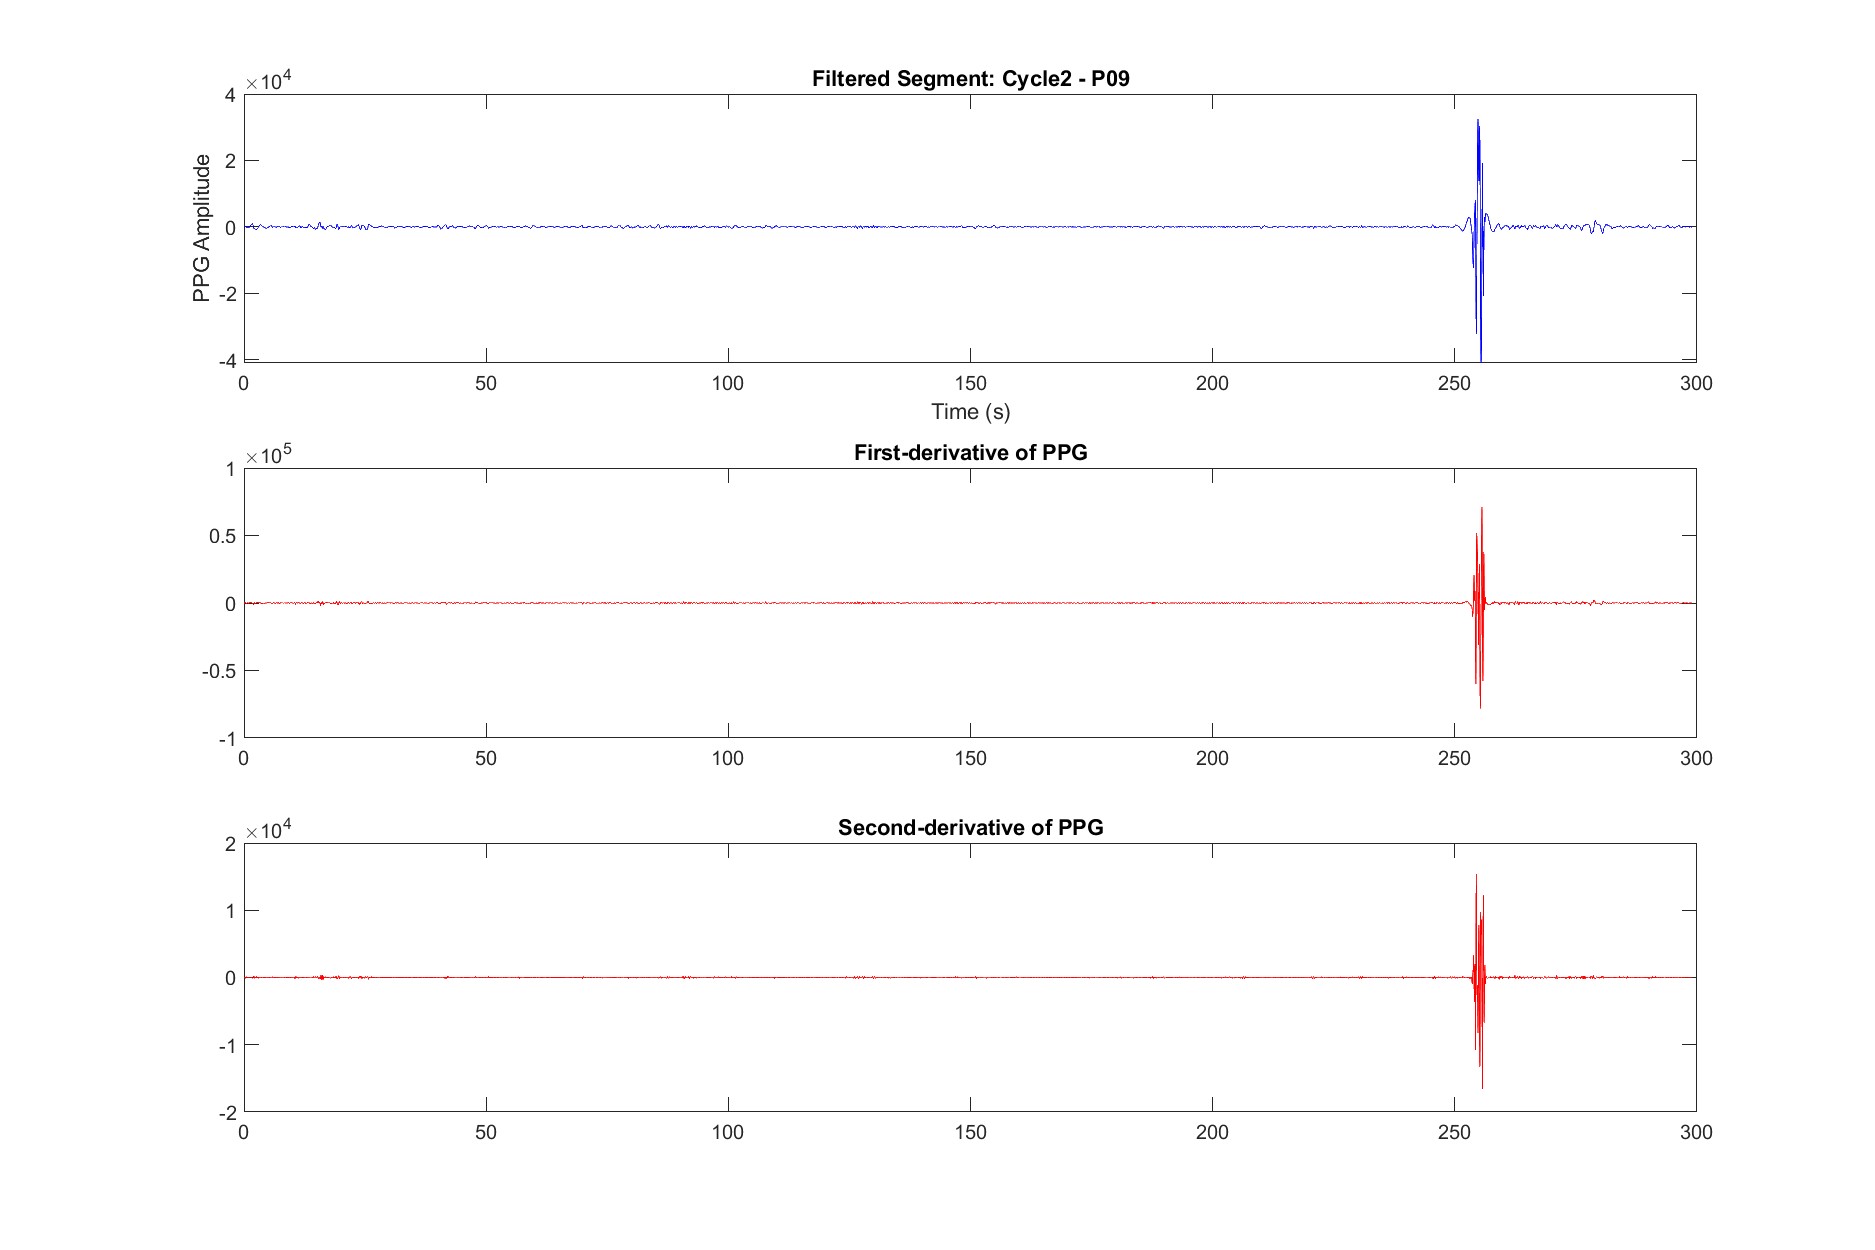 Filtered Segment: Cycle2 - P09
×10^4
4
2
0
-2
-4
PPG Amplitude
0 50 100 150 200 250 300
Time (s)
First-derivative of PPG
×10^5
1
0.5
0
-0.5
-1
0 50 100 150 200 250 300
Second-derivative of PPG
×10^4
2
1
0
-1
-2
0 50 100 150 200 250 300